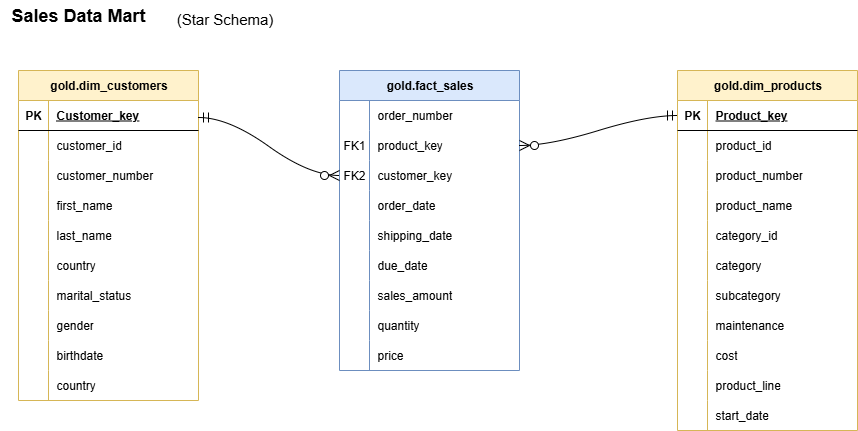 Sales Data Mart (Star Schema)
gold.dim_customers
PK Customer_key
customer_id
customer_number
first_name
last_name
country
marital_status
gender
birthdate
country
gold.fact_sales
order_number
FK1 product_key
FK2 customer_key
order_date
shipping_date
due_date
sales_amount
quantity
price
gold.dim_products
PK Product_key
product_id
product_number
product_name
category_id
category
subcategory
maintenance
cost
product_line
start_date